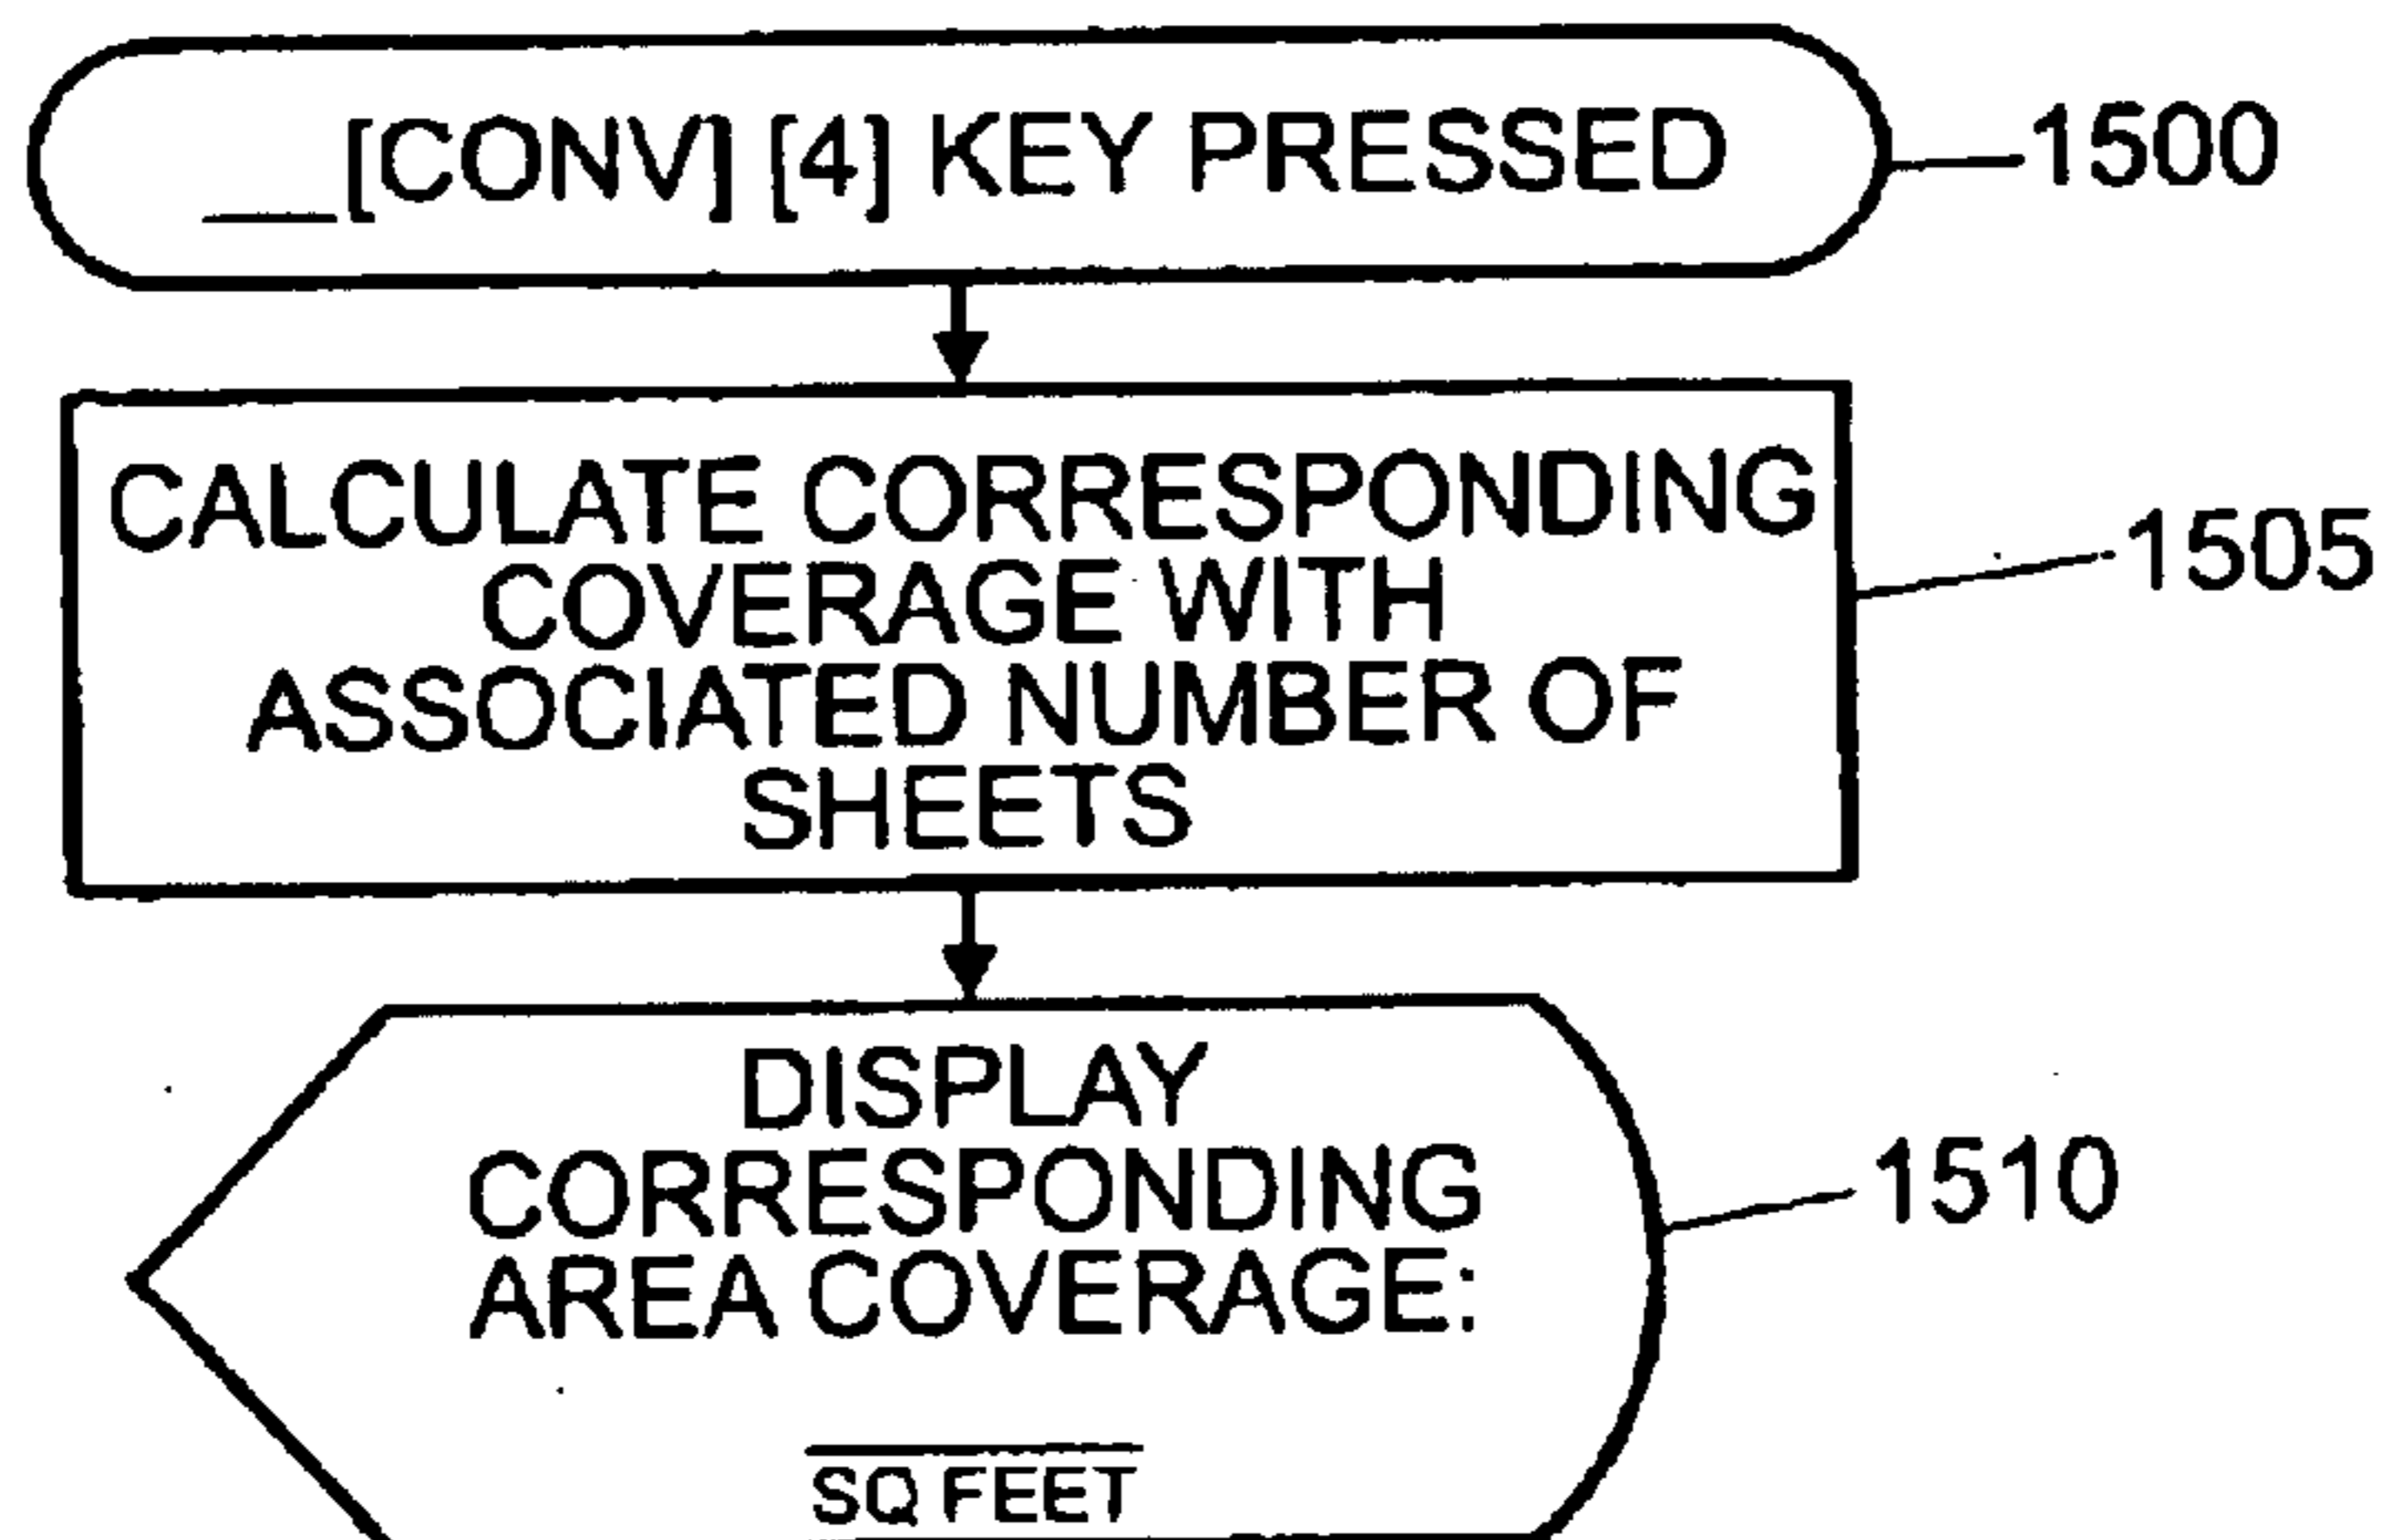 ___[CONV] [4] KEY PRESSED
1500
CALCULATE CORRESPONDING
COVERAGE WITH
ASSOCIATED NUMBER OF
SHEETS
1505
DISPLAY
CORRESPONDING
AREA COVERAGE:
SQ FEET
1510